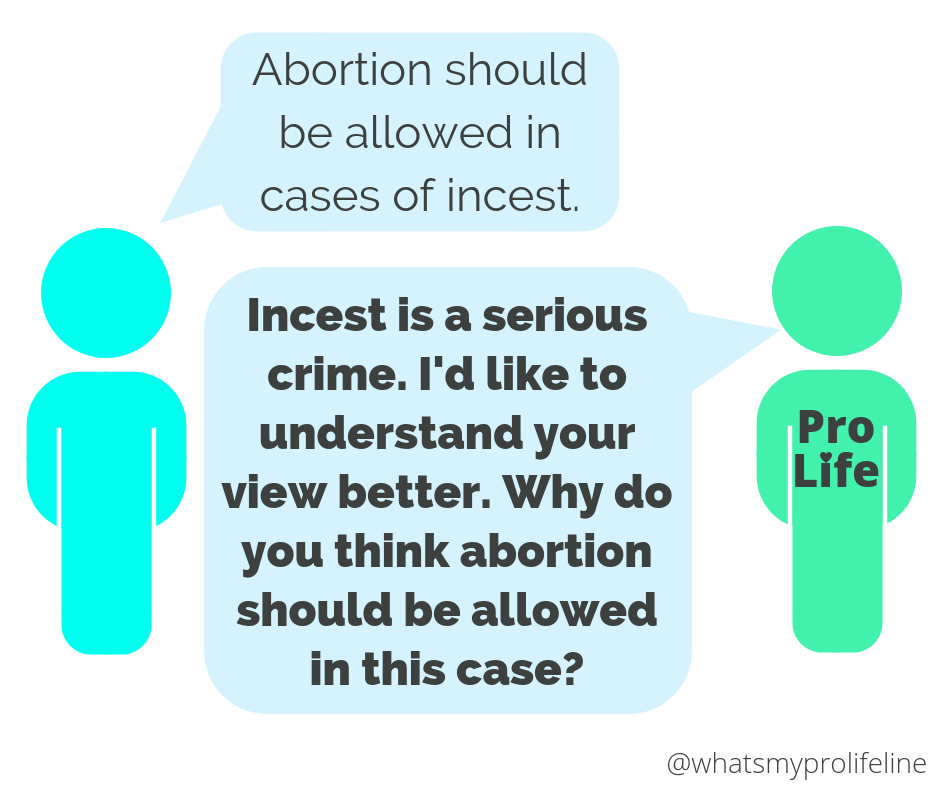 Abortion should
be allowed in
cases of incest.
Incest is a serious
crime. I'd like to
understand your
view better. Why do
you think abortion
should be allowed
in this case?
Pro
Life
@whatsmyprolifeline